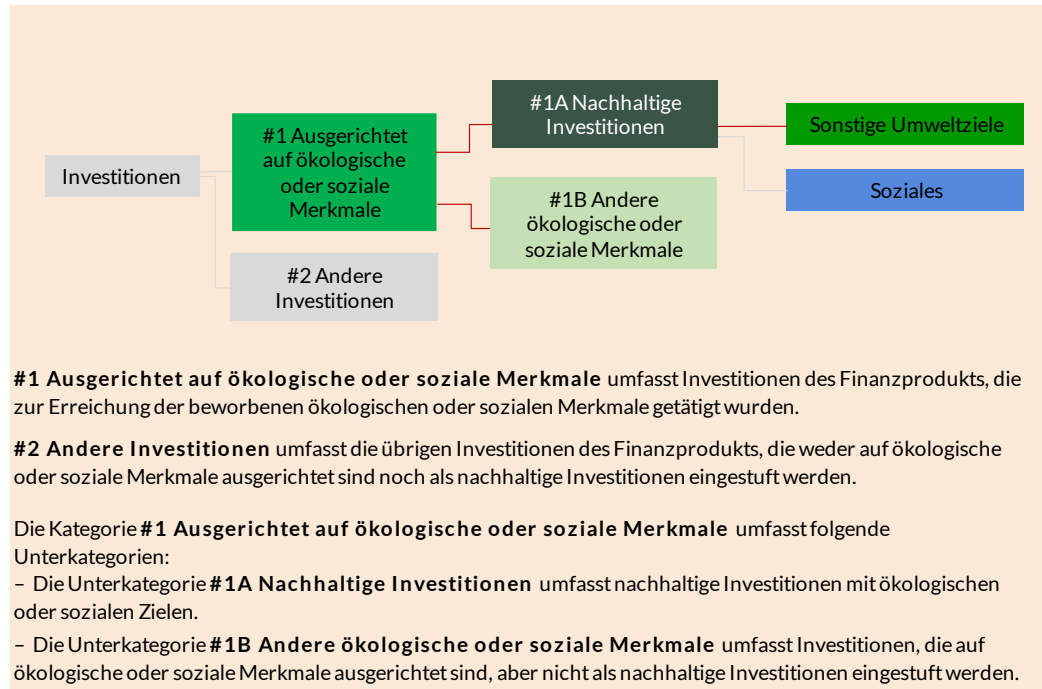 #1A Nachhaltige
Investitionen
Sonstige Umweltziele
#1 Ausgerichtet
auf ökologische
oder soziale
Merkmale
Investitionen
Soziales
#1B Andere
ökologische oder
soziale Merkmale
#2 Andere
Investitionen
#1 Ausgerichtet auf ökologische oder soziale Merkmale umfasst Investitionen des Finanzprodukts, die
zur Erreichung der beworbenen ökologischen oder sozialen Merkmale getätigt wurden.
#2 Andere Investitionen umfasst die übrigen Investitionen des Finanzprodukts, die weder auf ökologische
oder soziale Merkmale ausgerichtet sind noch als nachhaltige Investitionen eingestuft werden.
Die Kategorie #1 Ausgerichtet auf ökologische oder soziale Merkmale umfasst folgende
Unterkategorien:
– Die Unterkategorie #1A Nachhaltige Investitionen umfasst nachhaltige Investitionen mit ökologischen
oder sozialen Zielen.
– Die Unterkategorie #1B Andere ökologische oder soziale Merkmale umfasst Investitionen, die auf
ökologische oder soziale Merkmale ausgerichtet sind, aber nicht als nachhaltige Investitionen eingestuft werden.